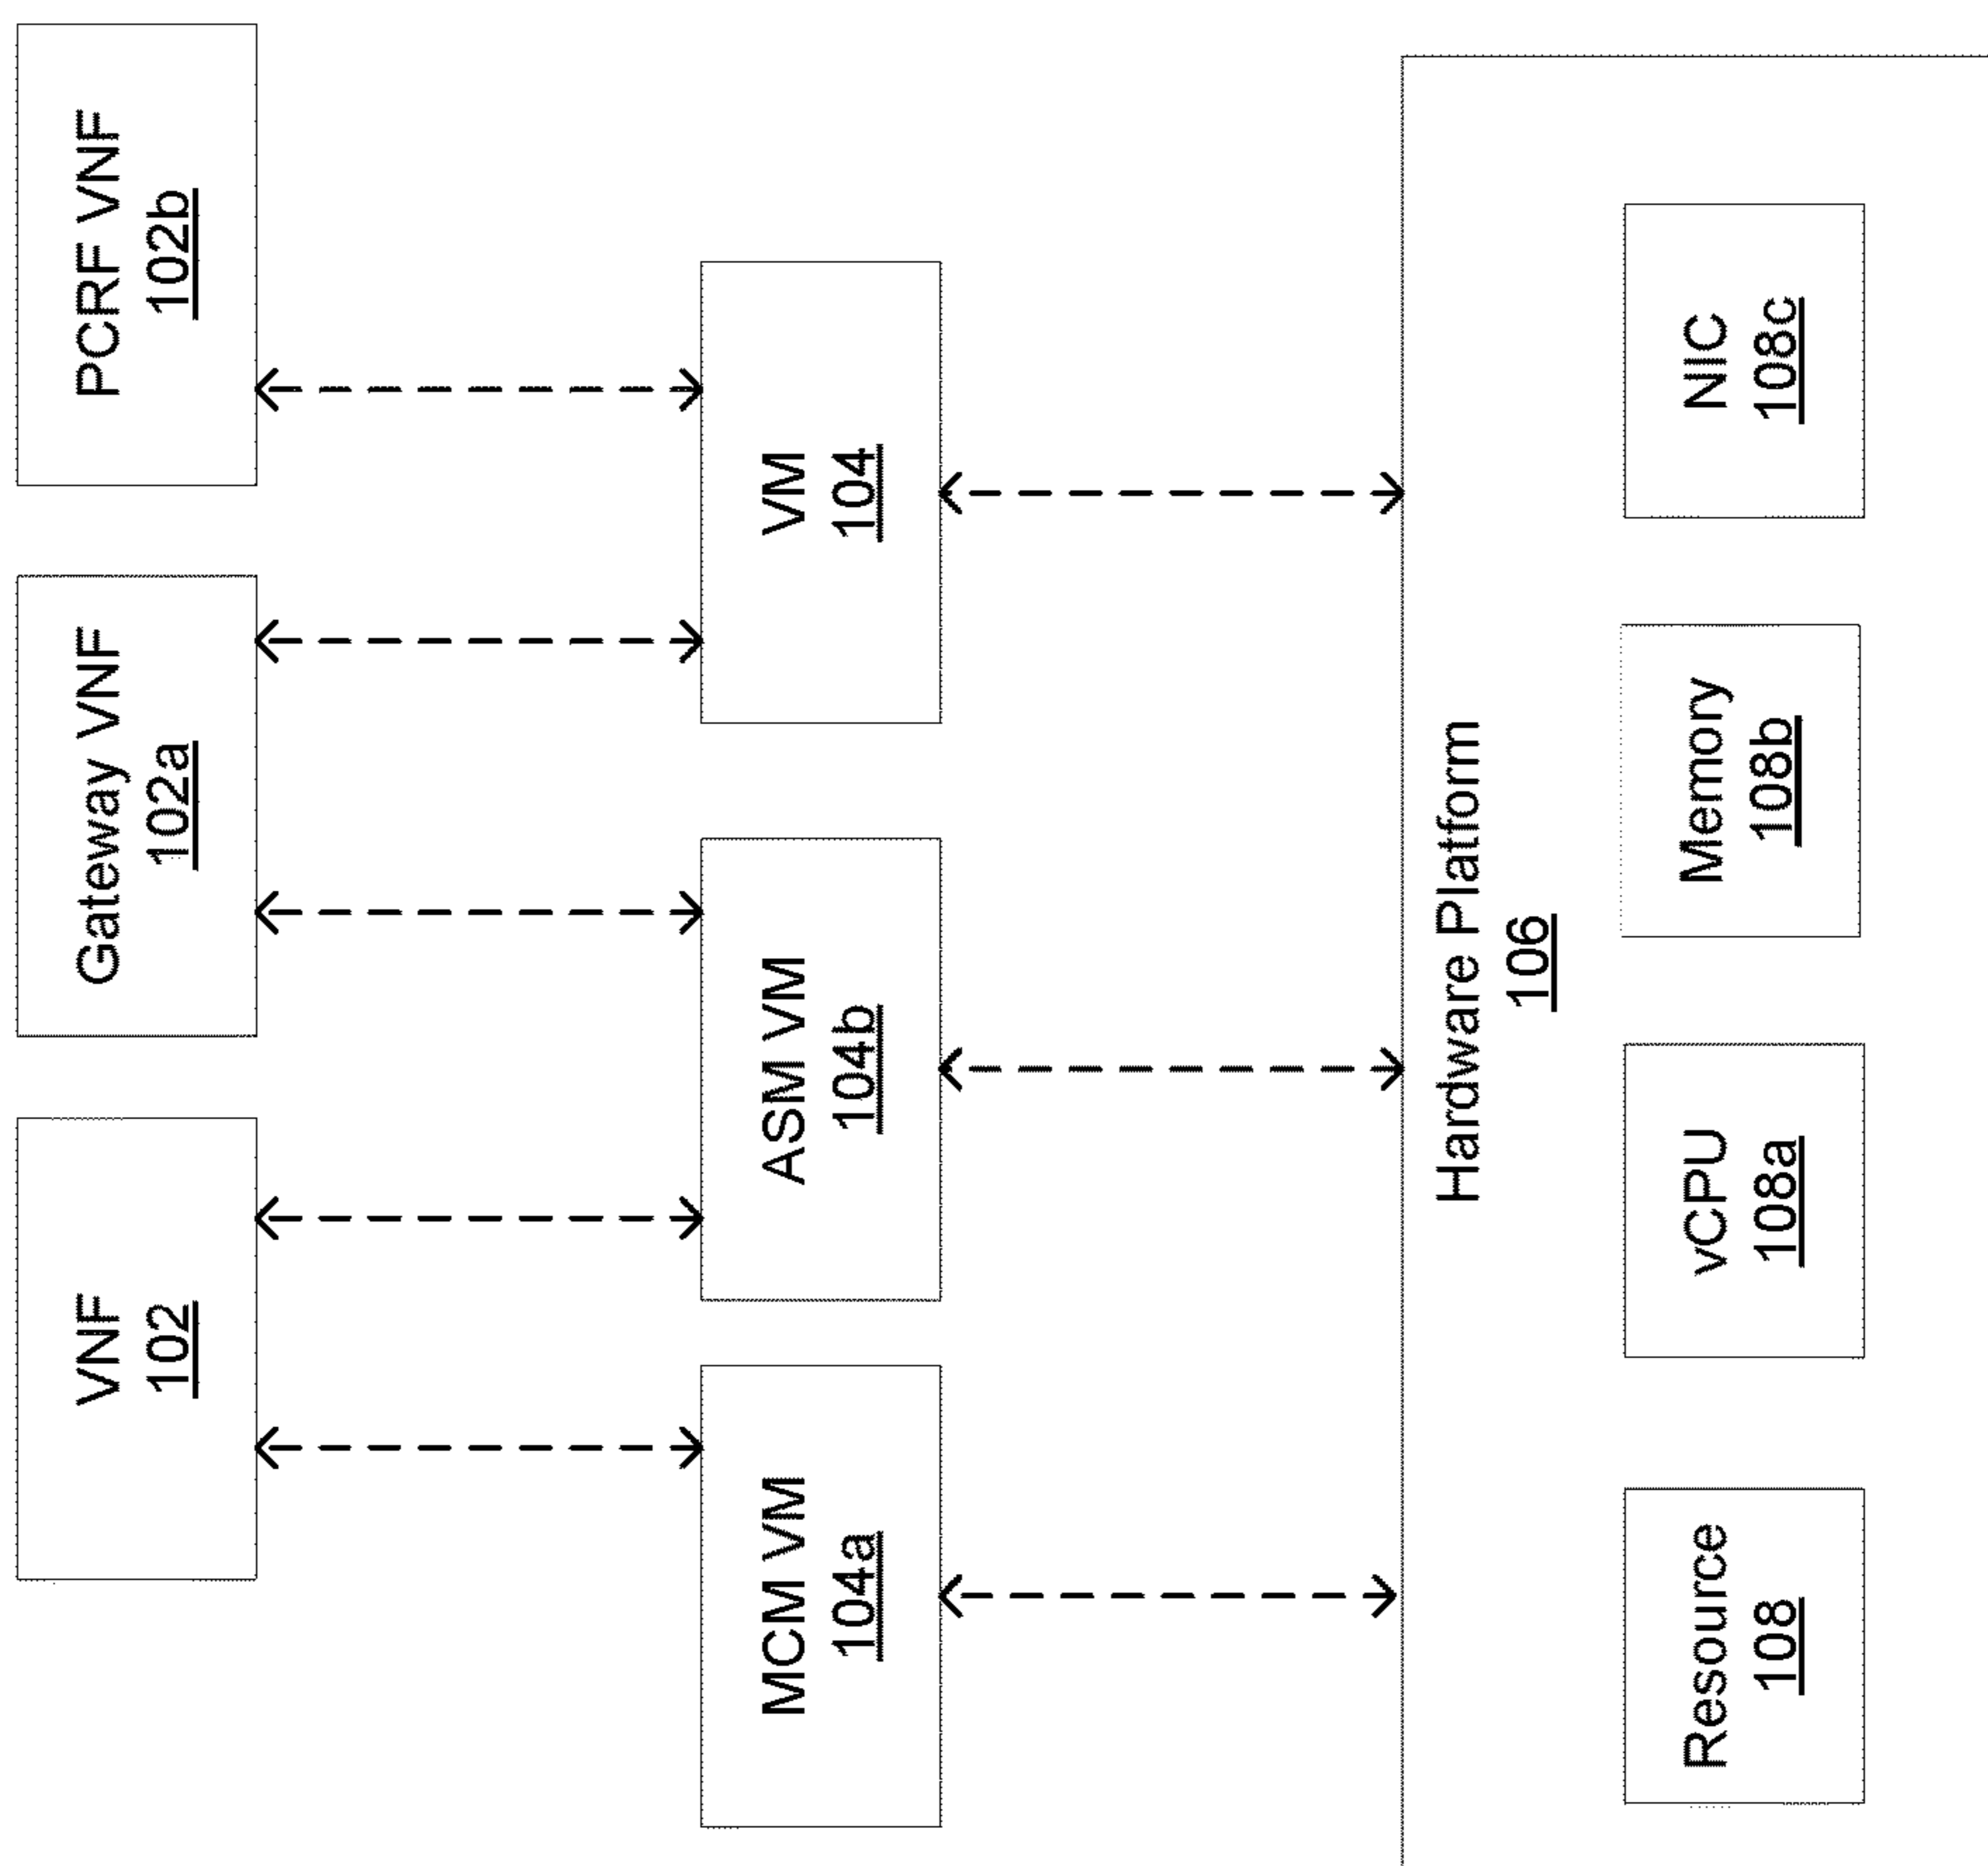 VNF
102
Gateway VNF
102a
PCRF VNF
102b
MCM VM
104a
ASM VM
104b
VM
104
Hardware Platform
106
Resource
108
vCPU
108a
Memory
108b
NIC
108c